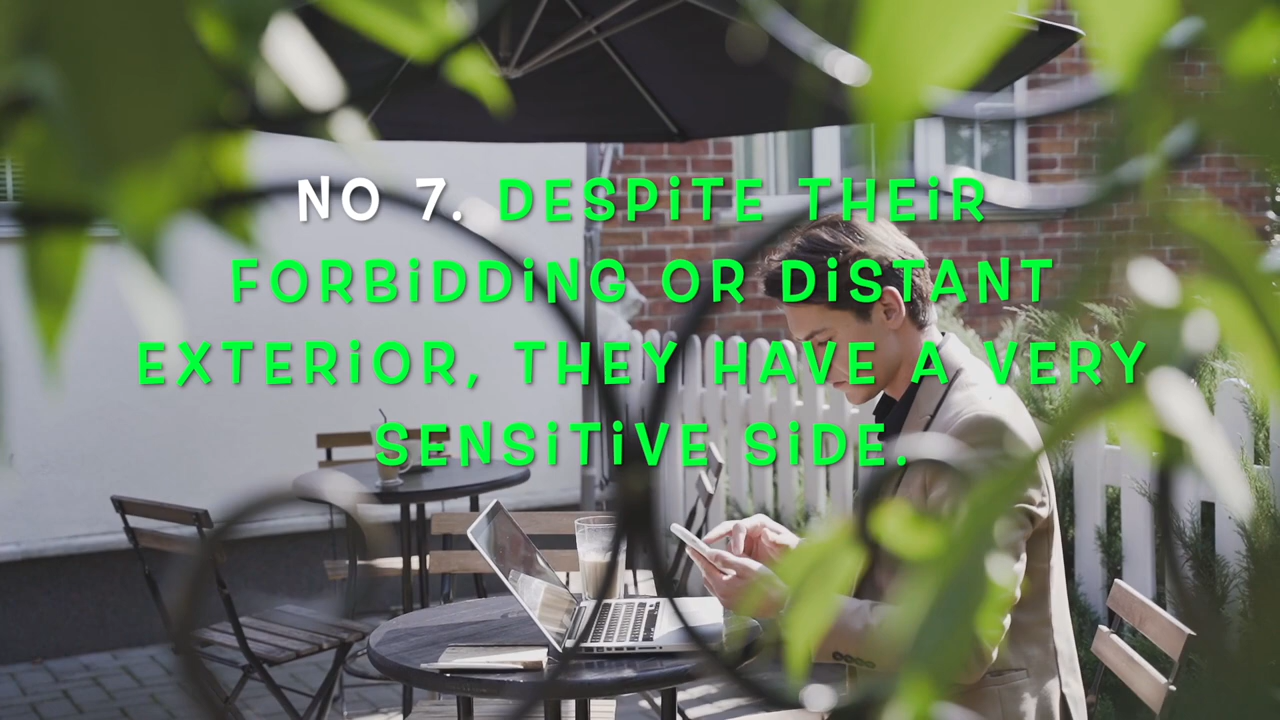 NO 7. DESPiTE THEiR
FORBiDDiNG OR DiSTANT
EXTERiOR, THEY HAVE A VERY
SENSiTiVE SiDE.